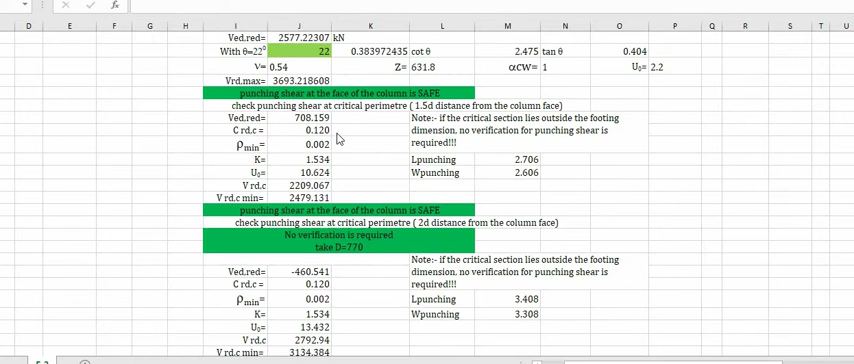 fx
D E F G H I J K L M N O P Q R S T U
Ved,red= 2577.22307 kN
With θ=22⁰ 22 0.383972435 cot θ 2.475 tan θ 0.404
V= 0.54 Z= 631.8 αCW= 1 U₀= 2.2
Vrd.max= 3693.218608
punching shear at the face of the column is SAFE
check punching shear at critical perimetre ( 1.5d distance from the column face)
Ved,red= 708.159 Note:- if the critical section lies outside the footing
C rd.c = 0.120 dimension, no verification for punching shear is
ρmin= 0.002 required!!!
K= 1.534 Lpunching 2.706
U₀= 10.624 Wpunching 2.606
V rd.c 2209.067
V rd.c min= 2479.131
punching shear at the face of the column is SAFE
check punching shear at critical perimetre ( 2d distance from the column face)
No verification is required
take D=770
Note:- if the critical section lies outside the footing
Ved,red= -460.541 dimension, no verification for punching shear is
C rd.c = 0.120 required!!!
ρmin= 0.002 Lpunching 3.408
K= 1.534 Wpunching 3.308
U₀= 13.432
V rd.c 2792.94
V rd.c min= 3134.384